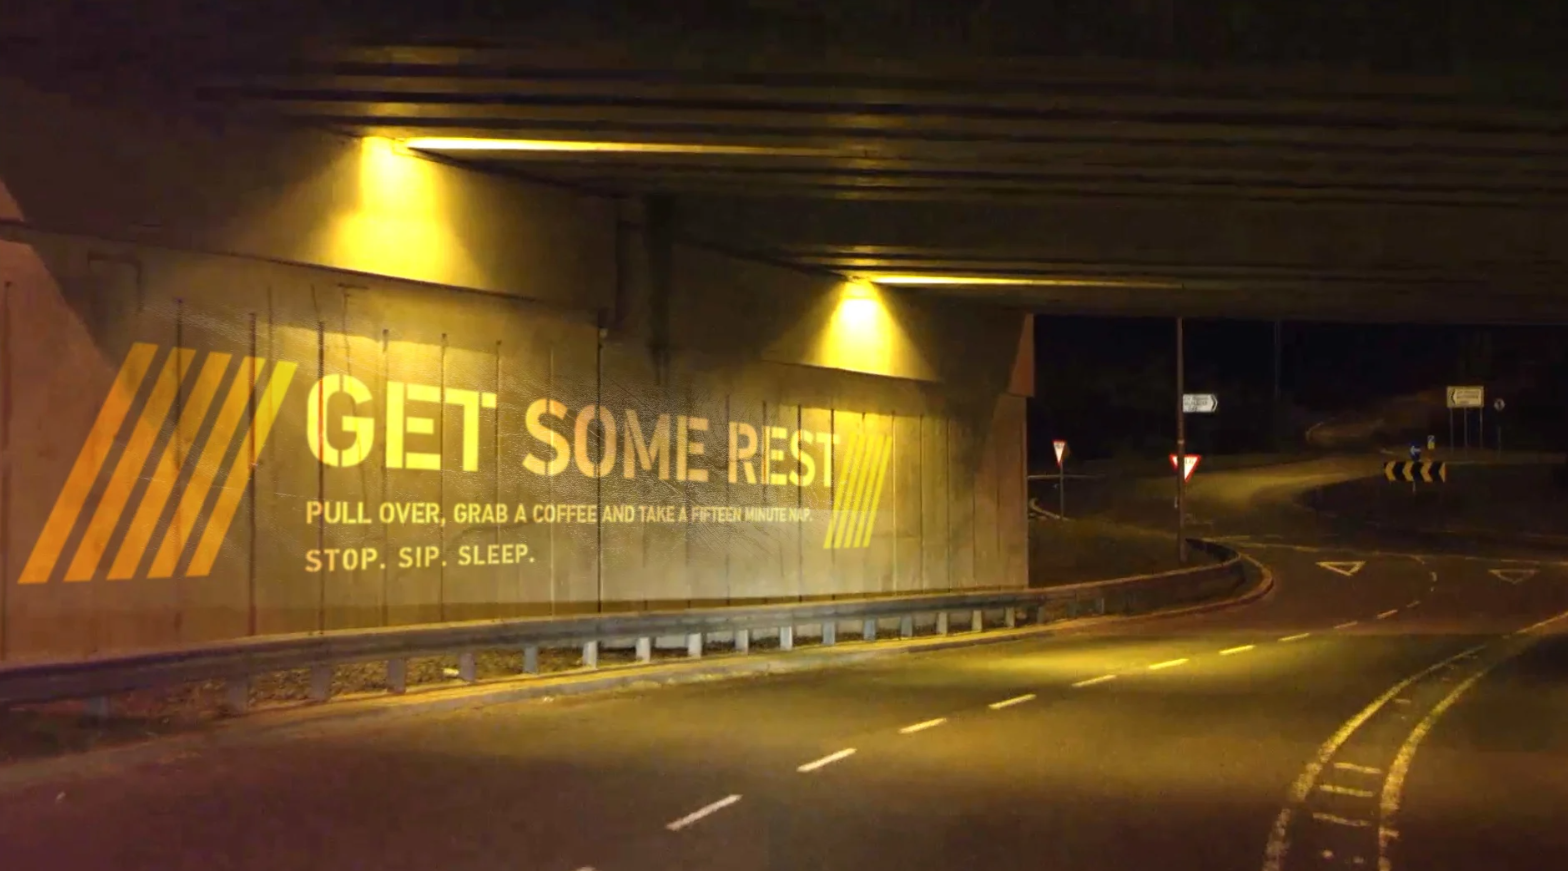 GET SOME REST
PULL OVER, GRAB A COFFEE AND TAKE A FIFTEEN MINUTE NAP.
STOP. SIP. SLEEP.